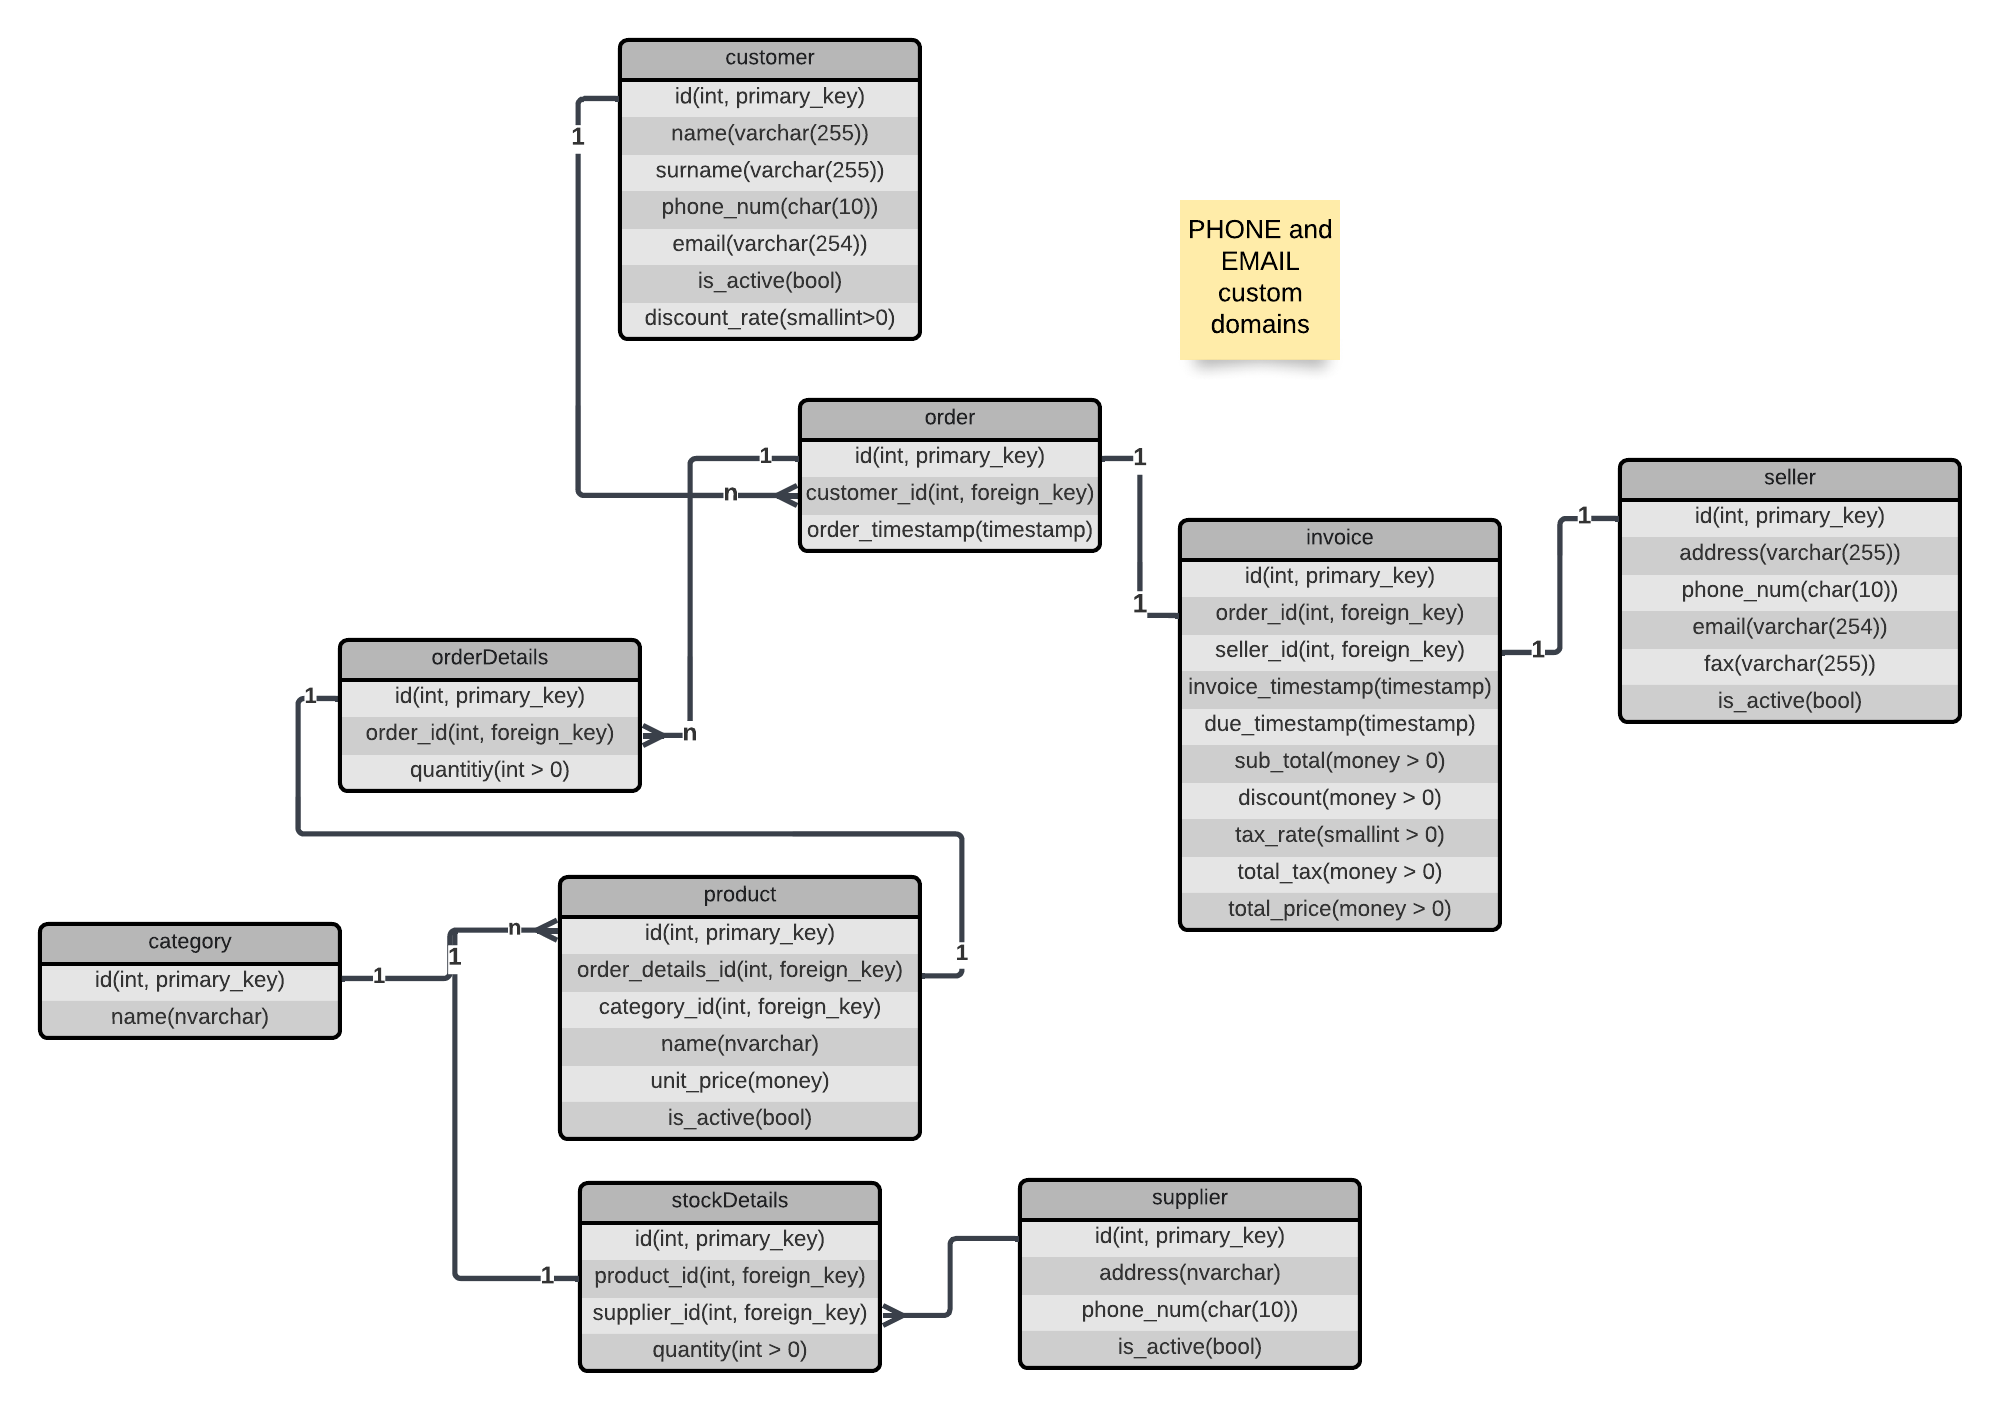 customer
id(int, primary_key)
name(varchar(255))
surname(varchar(255))
phone_num(char(10))
email(varchar(254))
is_active(bool)
discount_rate(smallint>0)
1
n
PHONE and
EMAIL
custom
domains
order
id(int, primary_key)
customer_id(int, foreign_key)
order_timestamp(timestamp)
1
n
1
1
invoice
id(int, primary_key)
order_id(int, foreign_key)
seller_id(int, foreign_key)
invoice_timestamp(timestamp)
due_timestamp(timestamp)
sub_total(money > 0)
discount(money > 0)
tax_rate(smallint > 0)
total_tax(money > 0)
total_price(money > 0)
1
1
seller
id(int, primary_key)
address(varchar(255))
phone_num(char(10))
email(varchar(254))
fax(varchar(255))
is_active(bool)
orderDetails
id(int, primary_key)
order_id(int, foreign_key)
quantitiy(int > 0)
1
1
category
id(int, primary_key)
name(nvarchar)
1
n
1
1
product
id(int, primary_key)
order_details_id(int, foreign_key)
category_id(int, foreign_key)
name(nvarchar)
unit_price(money)
is_active(bool)
stockDetails
id(int, primary_key)
product_id(int, foreign_key)
supplier_id(int, foreign_key)
quantity(int > 0)
supplier
id(int, primary_key)
address(nvarchar)
phone_num(char(10))
is_active(bool)